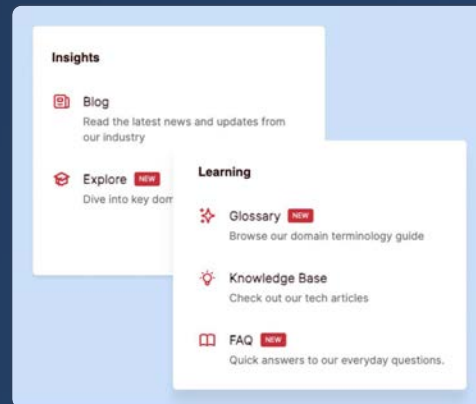 Insights
Blog
Read the latest news and updates from
our industry
Explore NEW
Dive into key dom
Learning
Glossary NEW
Browse our domain terminology guide
Knowledge Base
Check out our tech articles
FAQ NEW
Quick answers to our everyday questions.